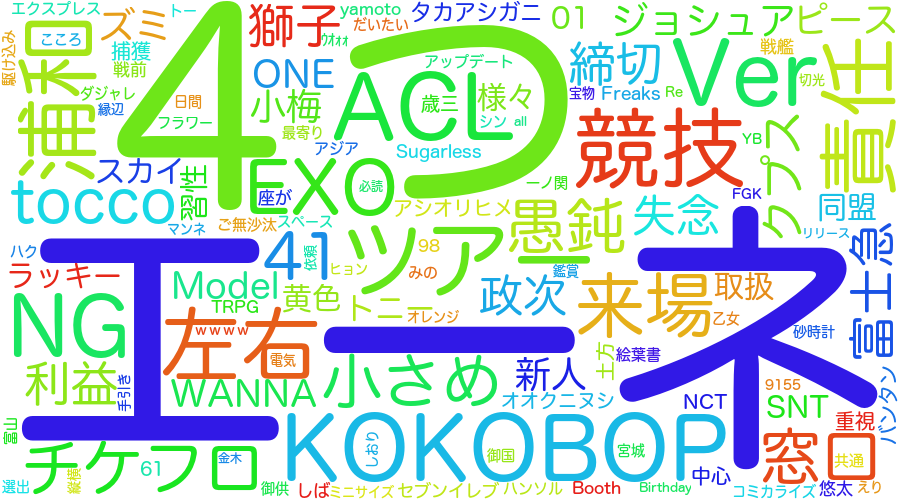 エクスプレス
トー
ズミ
獅子
yamoto
だいたい
タカアシガニ
01
ジョシュア
ピース
こころ
捕獲
戦前
ウオォォ
アップデート
締切
戦艦
切光
駆け込み
ダジャレ
縁辺
日間
フラワー
ONE
小梅
最寄り
4つ
ACL
歳三
様々
シン
all
宝物
Freaks
Re
Ver
責任
浦和
スカイ
習性
アジア
Sugarless
競技
YB
ケプス
tocco
マンネ
座が
EXO
必読
一ノ関
FGK
ご無沙汰
スペース
アシオリヒメ
愚鈍
失念
同盟
リリース
ハク
ラッキー
41
依頼
ツアー
98
ヒョン
みの
鑑賞
富士急
NG
Model
TRPG
黄色
トニー
オレンジ
政次
来場
取扱
乙女
砂時計
エーネ
左右
wwww
電気
土方
絵葉書
利益
手引き
WANNA
小さめ
新人
オオクニヌシ
NCT
9155
SNT
バンタン
富山
チケプロ
KOKOBOP
しおり
御国
宮城
窓口
重視
共通
選出
縦横
61
金木
御供
しば
ミニサイズ
セブンイレブ
ハンソル
Booth
中心
Birthday
コミカライズ
悠太
えり